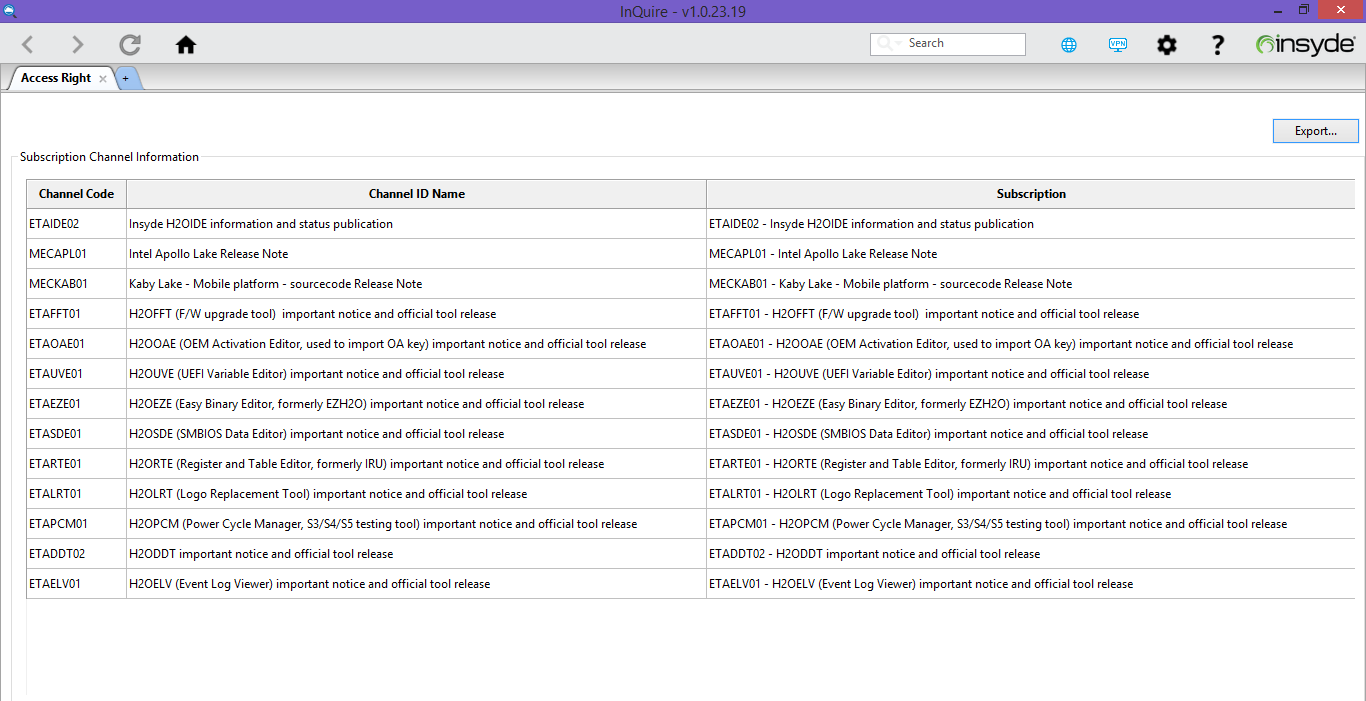 InQuire - v1.0.23.19
Search
VPN
?
insyde®
Access Right
+
Export...
Subscription Channel Information
Channel Code Channel ID Name Subscription
ETAIDE02 Insyde H2OIDE information and status publication ETAIDE02 - Insyde H2OIDE information and status publication
MECAPL01 Intel Apollo Lake Release Note MECAPL01 - Intel Apollo Lake Release Note
MECKAB01 Kaby Lake - Mobile platform - sourcecode Release Note MECKAB01 - Kaby Lake - Mobile platform - sourcecode Release Note
ETAFFT01 H2OFFT (F/W upgrade tool)  important notice and official tool release ETAFFT01 - H2OFFT (F/W upgrade tool)  important notice and official tool release
ETAOAE01 H2OOAE (OEM Activation Editor, used to import OA key) important notice and official tool release ETAOAE01 - H2OOAE (OEM Activation Editor, used to import OA key) important notice and official tool release
ETAUVE01 H2OUVE (UEFI Variable Editor) important notice and official tool release ETAUVE01 - H2OUVE (UEFI Variable Editor) important notice and official tool release
ETAEZE01 H2OEZE (Easy Binary Editor, formerly EZH2O) important notice and official tool release ETAEZE01 - H2OEZE (Easy Binary Editor, formerly EZH2O) important notice and official tool release
ETASDE01 H2OSDE (SMBIOS Data Editor) important notice and official tool release ETASDE01 - H2OSDE (SMBIOS Data Editor) important notice and official tool release
ETARTE01 H2ORTE (Register and Table Editor, formerly IRU) important notice and official tool release ETARTE01 - H2ORTE (Register and Table Editor, formerly IRU) important notice and official tool release
ETALRT01 H2OLRT (Logo Replacement Tool) important notice and official tool release ETALRT01 - H2OLRT (Logo Replacement Tool) important notice and official tool release
ETAPCM01 H2OPCM (Power Cycle Manager, S3/S4/S5 testing tool) important notice and official tool release ETAPCM01 - H2OPCM (Power Cycle Manager, S3/S4/S5 testing tool) important notice and official tool release
ETADDT02 H2ODDT important notice and official tool release ETADDT02 - H2ODDT important notice and official tool release
ETAELV01 H2OELV (Event Log Viewer) important notice and official tool release ETAELV01 - H2OELV (Event Log Viewer) important notice and official tool release